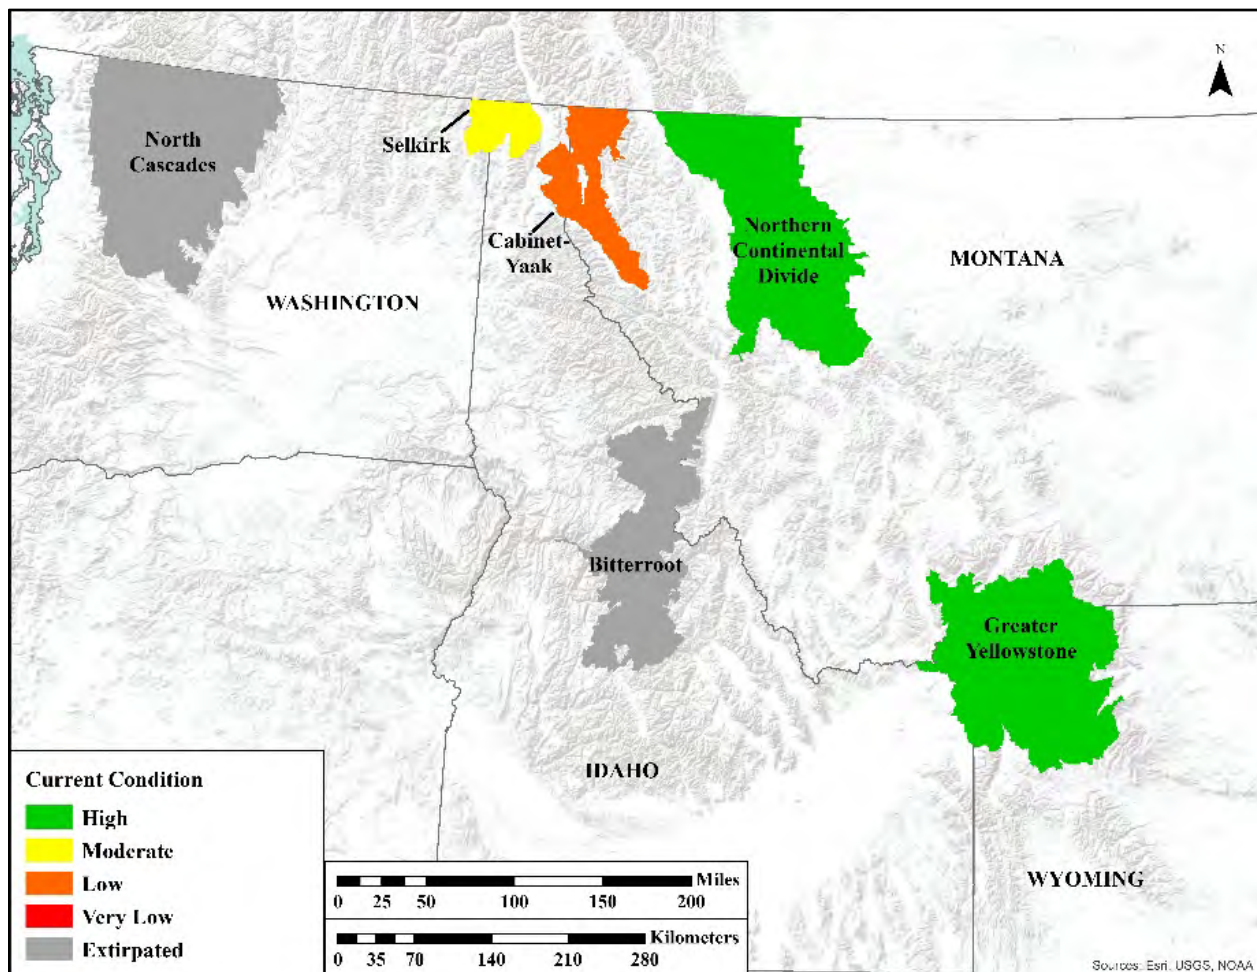 N
North
Cascades
Selkirk
Cabinet-
Yaak
Northern
Continental
Divide
MONTANA
WASHINGTON
Bitterroot
Greater
Yellowstone
IDAHO
WYOMING
Current Condition
High
Moderate
Low
Very Low
Extirpated
Miles
0 25 50 100 150 200
Kilometers
0 35 70 140 210 280
Sources: Esri, USGS, NOAA